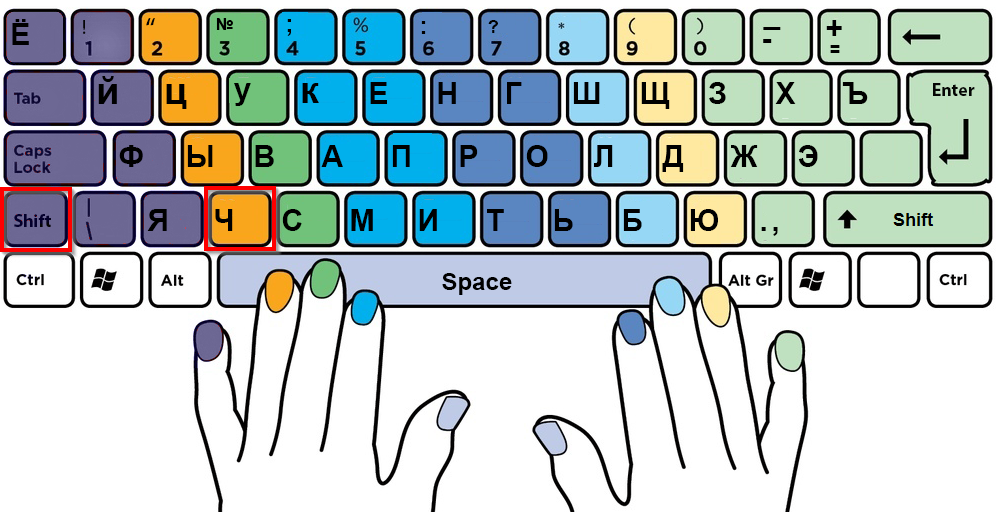 Ё ! 1 “ 2 № 3 ; 4 % 5 : 6 ? 7 * 8 ( 9 ) 0 — - + =
Tab Й Ц У К Е Н Г Ш Щ З Х Ъ Enter
Caps Lock Ф Ы В А П Р О Л Д Ж Э
Shift | \ Я Ч С М И Т Ь Б Ю . , Shift
Ctrl Alt Space Alt Gr Ctrl